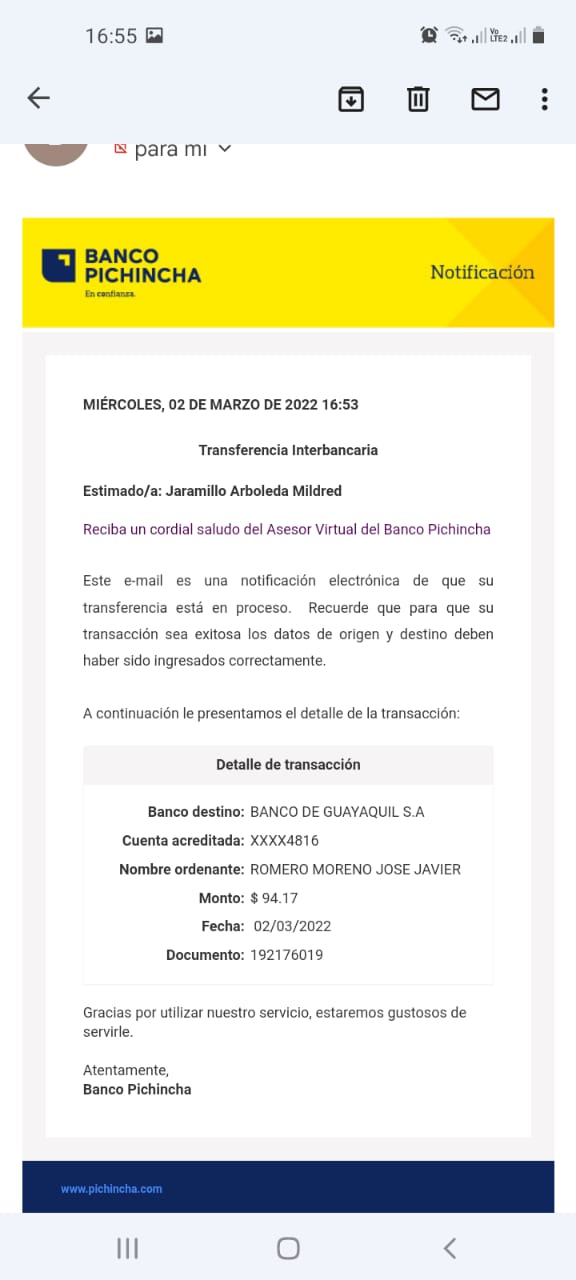 16:55
Vo
LTE2
para mí
BANCO
PICHINCHA
En confianza.
Notificación
MIÉRCOLES, 02 DE MARZO DE 2022 16:53
Transferencia Interbancaria
Estimado/a: Jaramillo Arboleda Mildred
Reciba un cordial saludo del Asesor Virtual del Banco Pichincha
Este e-mail es una notificación electrónica de que su
transferencia está en proceso. Recuerde que para que su
transacción sea exitosa los datos de origen y destino deben
haber sido ingresados correctamente.
A continuación le presentamos el detalle de la transacción:
Detalle de transacción
Banco destino: BANCO DE GUAYAQUIL S.A
Cuenta acreditada: XXXX4816
Nombre ordenante: ROMERO MORENO JOSE JAVIER
Monto: $ 94.17
Fecha: 02/03/2022
Documento: 192176019
Gracias por utilizar nuestro servicio, estaremos gustosos de
servirle.
Atentamente,
Banco Pichincha
www.pichincha.com